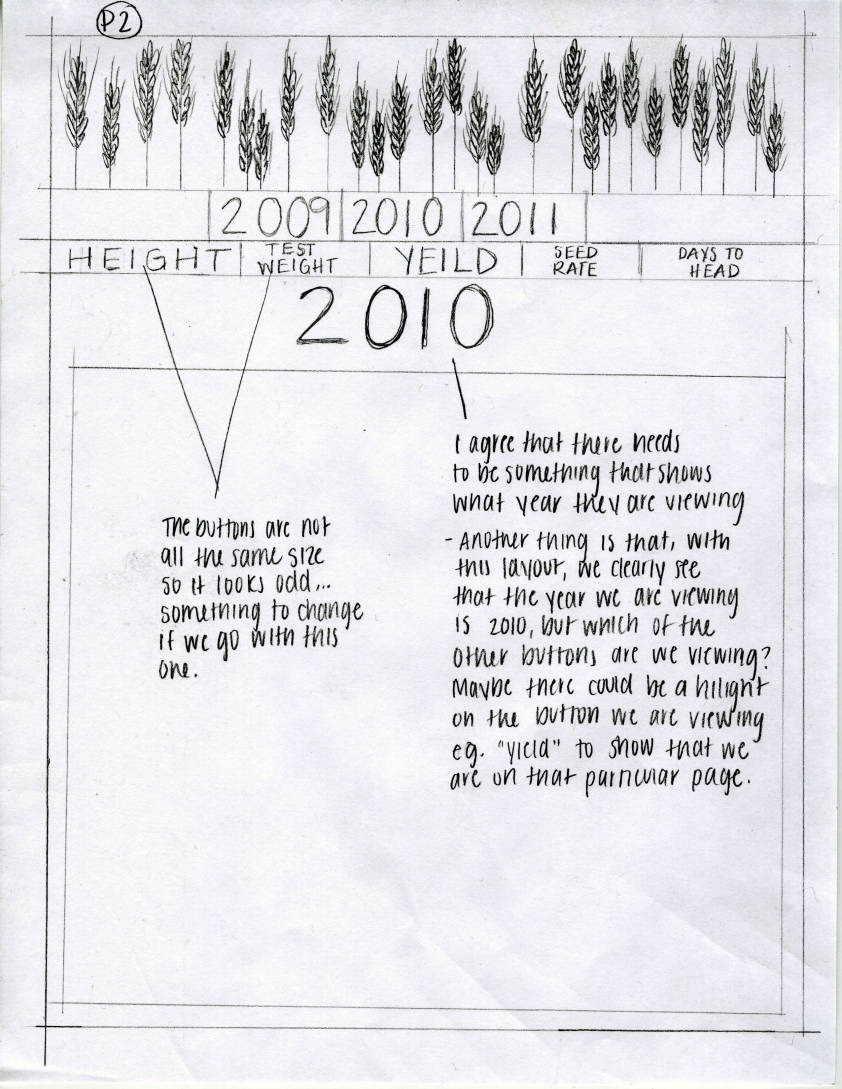 P2
2009 2010 2011
HEIGHT TEST WEIGHT YEILD SEED RATE DAYS TO HEAD
2010
I agree that there needs
to be something that shows
what year they are viewing
- Another thing is that, with
this layout, we clearly see
that the year we are viewing
is 2010, but which of the
other buttons are we viewing?
Maybe there could be a hilight
on the button we are viewing
eg. "yield" to show that we
are on that particular page.
The buttons are not
all the same size
so it looks odd...
something to change
if we go with this
one.